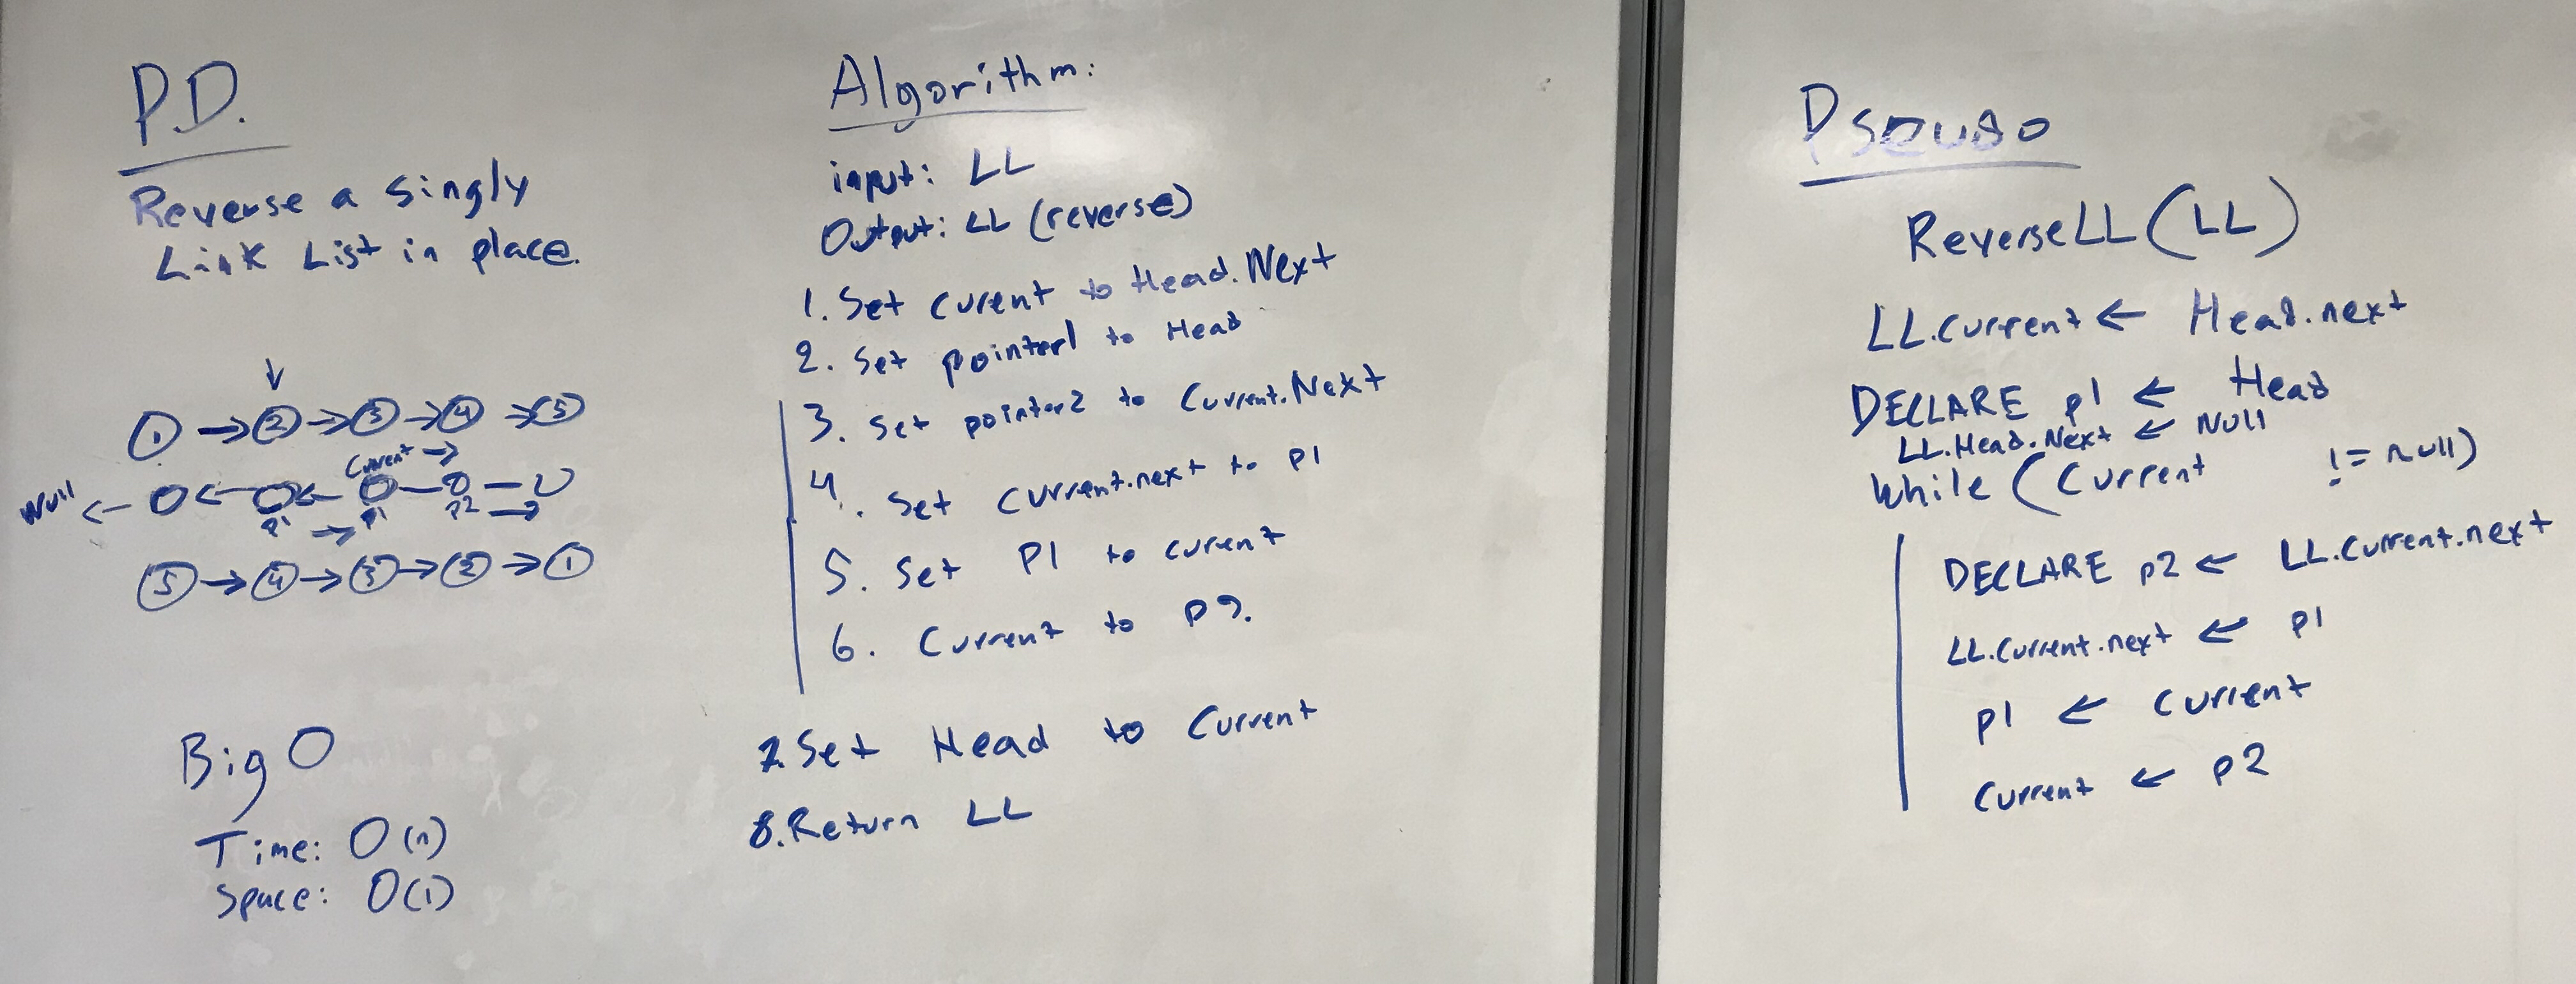 P.D.
Reverse a Singly
Link List in place.
↓
① → ② → ③ → ④ → ⑤
Current →
Null ← O ← O ← O — O — O
P1 → P1 P2 →
⑤ → ④ → ③ → ② → ①
Big O
Time: O(n)
Space: O(1)
Algorithm:
input: LL
Output: LL (reverse)
1. Set Curent to Head.Next
2. Set pointer1 to Head
3. Set pointer2 to Current.Next
4. Set Current.next to P1
5. Set P1 to curent
6. Current to P2.
7. Set Head to Current
8. Return LL
Pseudo
ReverseLL(LL)
LL.Current ← Head.next
DECLARE p1 ← Head
LL.Head.Next ← Null
While (Current != null)
DECLARE p2 ← LL.Current.next
LL.Current.next ← p1
p1 ← Current
Current ← p2